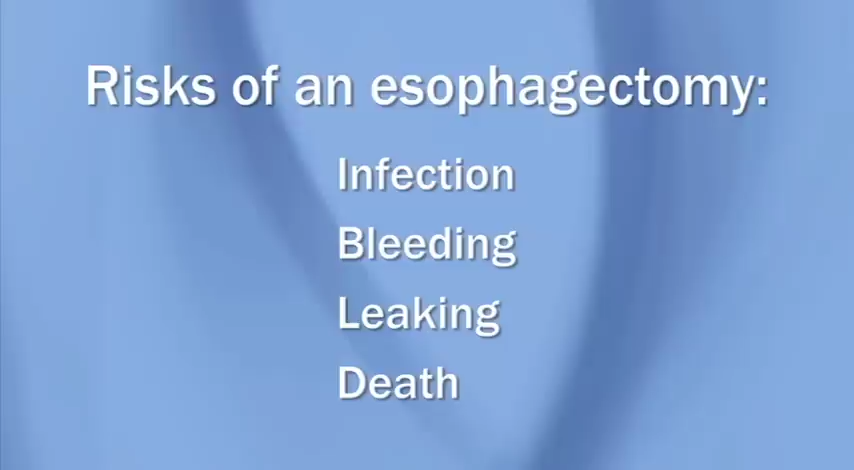 Risks of an esophagectomy:
Infection
Bleeding
Leaking
Death